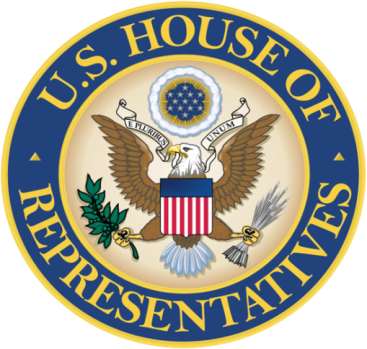 U.S. HOUSE OF
REPRESENTATIVES
E PLURIBUS
UNUM